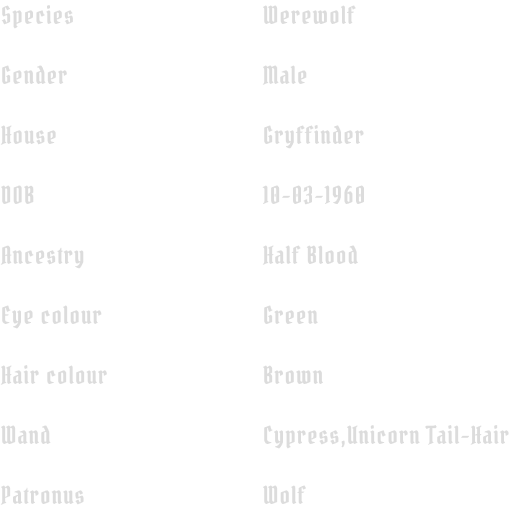 Species Werewolf
Gender Male
House Gryffinder
DOB 10-03-1960
Ancestry Half Blood
Eye colour Green
Hair colour Brown
Wand Cypress,Unicorn Tail-Hair
Patronus Wolf